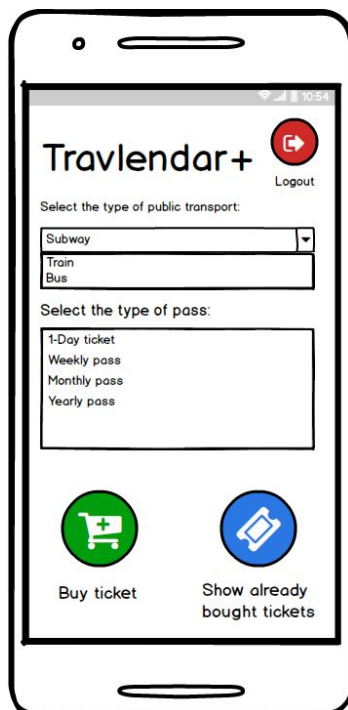 10:54
Travlendar+
Logout
Select the type of public transport:
Subway
Train
Bus
Select the type of pass:
1-Day ticket
Weekly pass
Monthly pass
Yearly pass
Buy ticket
Show already
bought tickets